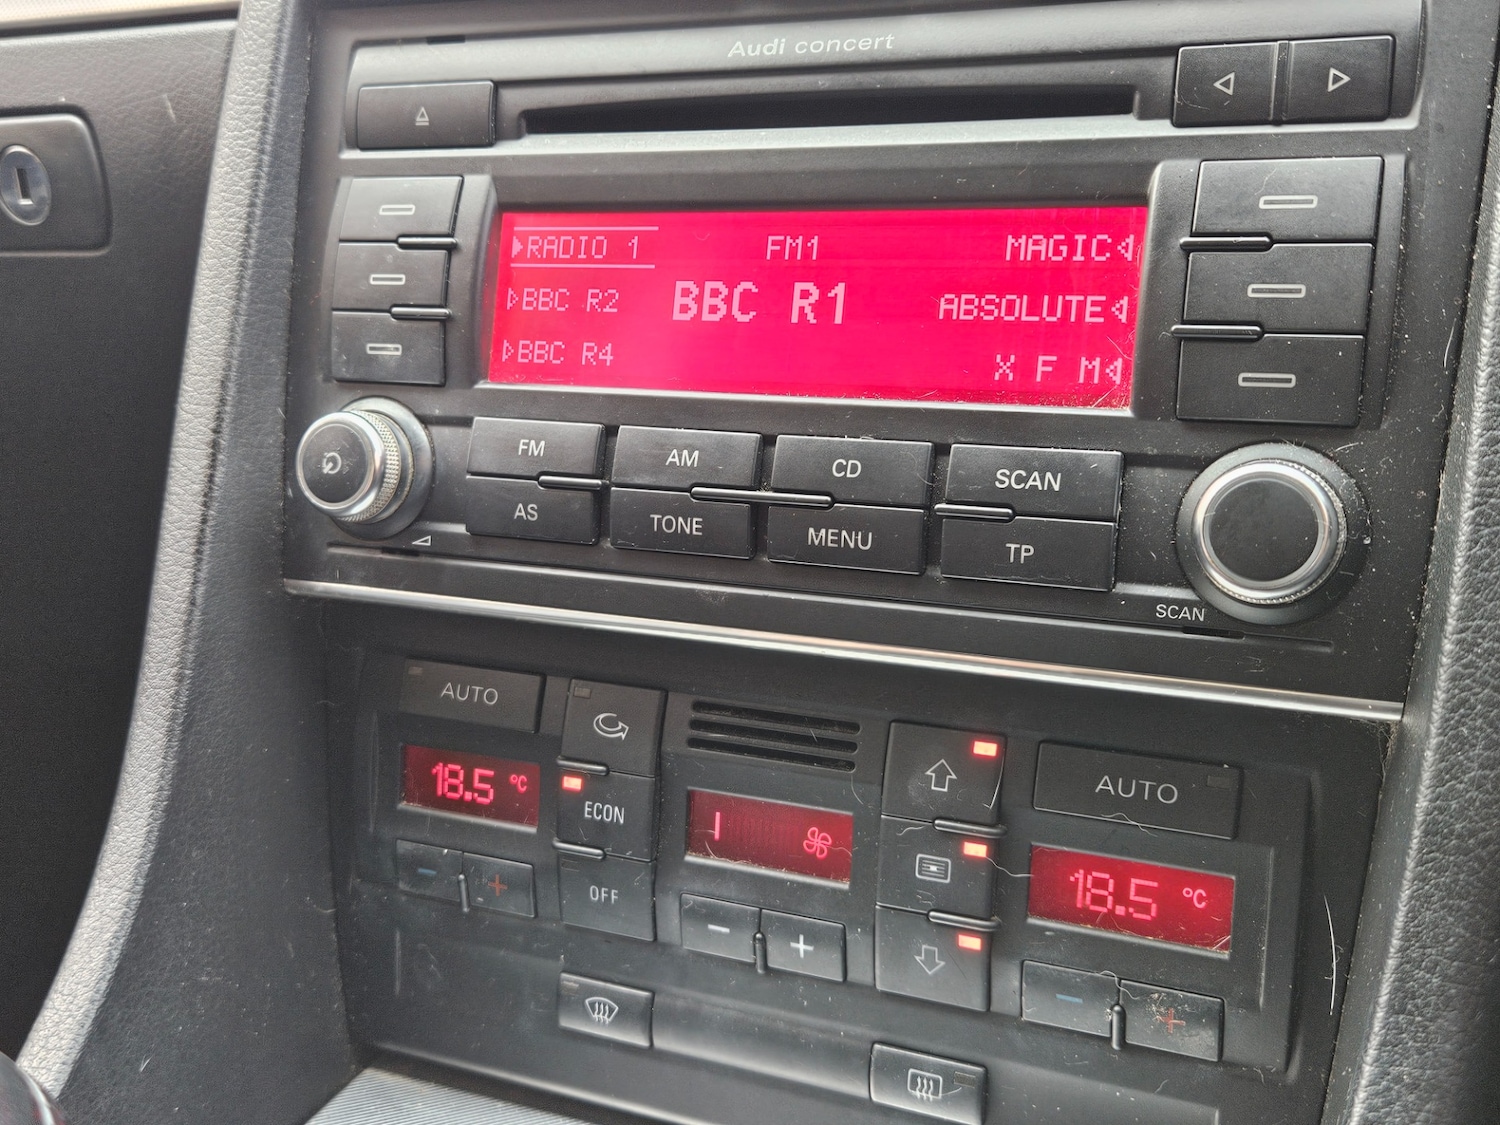 Audi concert
RADIO 1 FM1 MAGIC
BBC R2 BBC R1 ABSOLUTE
BBC R4 X F M
FM AM CD SCAN
AS TONE MENU TP
SCAN
AUTO
18.5 °C
ECON
OFF
AUTO
18.5 °C